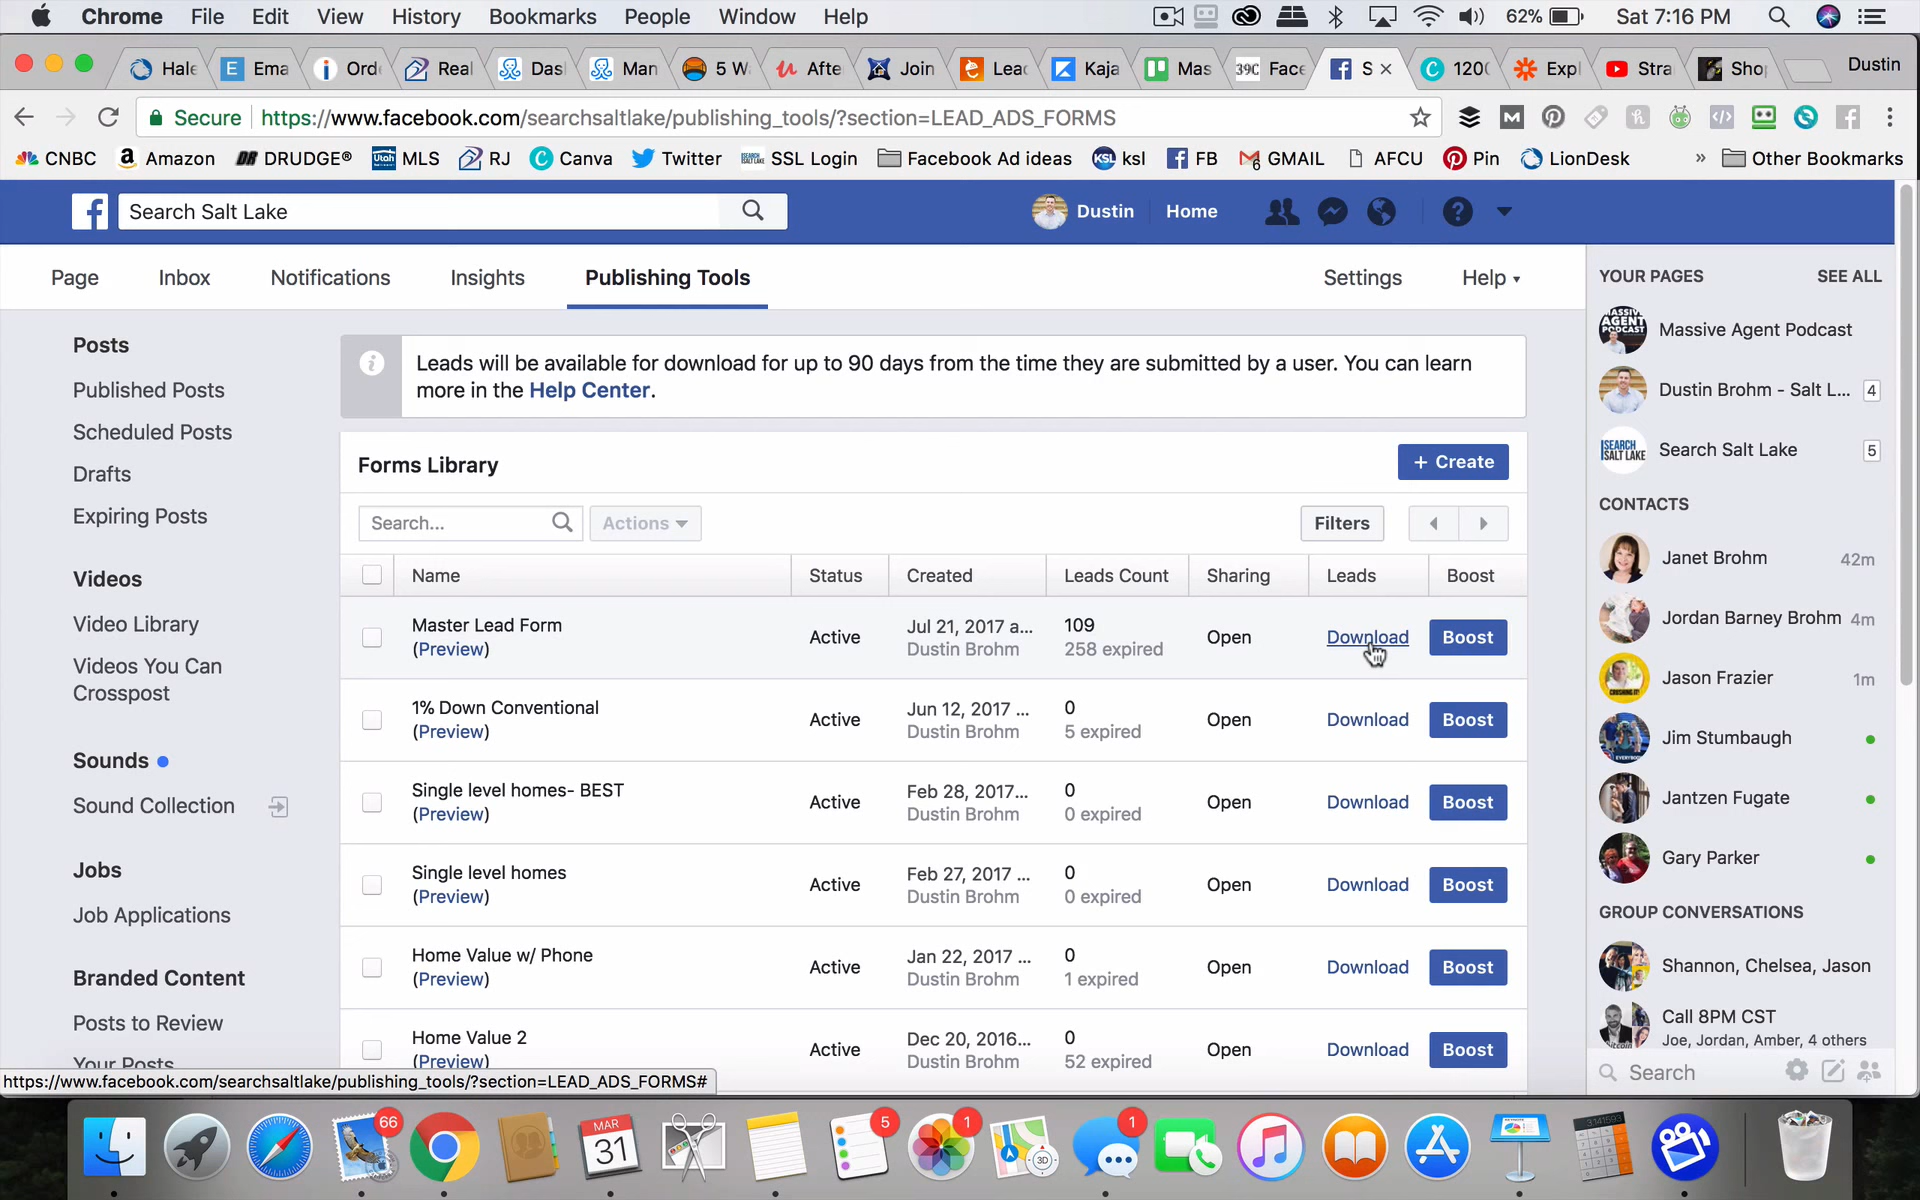 Chrome File Edit View History Bookmarks People Window Help 62% Sat 7:16 PM
Hale Ema Orde Real Das Man 5 W After Join Lead Kaja Mas 39C Face S 120 Expl Stra Shop Dustin
Secure https://www.facebook.com/searchsaltlake/publishing_tools/?section=LEAD_ADS_FORMS
CNBC Amazon DRUDGE® MLS RJ Canva Twitter SSL Login Facebook Ad ideas ksl FB GMAIL AFCU Pin LionDesk » Other Bookmarks
Search Salt Lake Dustin Home
Page Inbox Notifications Insights Publishing Tools Settings Help
Posts
Published Posts
Scheduled Posts
Drafts
Expiring Posts
Videos
Video Library
Videos You Can
Crosspost
Sounds
Sound Collection
Jobs
Job Applications
Branded Content
Posts to Review
Your Posts
https://www.facebook.com/searchsaltlake/publishing_tools/?section=LEAD_ADS_FORMS#
Leads will be available for download for up to 90 days from the time they are submitted by a user. You can learn
more in the Help Center.
Forms Library + Create
Search... Actions Filters
Name Status Created Leads Count Sharing Leads Boost
Master Lead Form Active Jul 21, 2017 a... 109 Open Download Boost
(Preview) Dustin Brohm 258 expired
1% Down Conventional Active Jun 12, 2017 ... 0 Open Download Boost
(Preview) Dustin Brohm 5 expired
Single level homes- BEST Active Feb 28, 2017... 0 Open Download Boost
(Preview) Dustin Brohm 0 expired
Single level homes Active Feb 27, 2017 ... 0 Open Download Boost
(Preview) Dustin Brohm 0 expired
Home Value w/ Phone Active Jan 22, 2017 ... 0 Open Download Boost
(Preview) Dustin Brohm 1 expired
Home Value 2 Active Dec 20, 2016... 0 Open Download Boost
(Preview) Dustin Brohm 52 expired
YOUR PAGES SEE ALL
Massive Agent Podcast
Dustin Brohm - Salt L... 4
Search Salt Lake 5
CONTACTS
Janet Brohm 42m
Jordan Barney Brohm 4m
Jason Frazier 1m
Jim Stumbaugh
Jantzen Fugate
Gary Parker
GROUP CONVERSATIONS
Shannon, Chelsea, Jason
Call 8PM CST
Joe, Jordan, Amber, 4 others
Search
66 MAR 31 5 1 3D 1